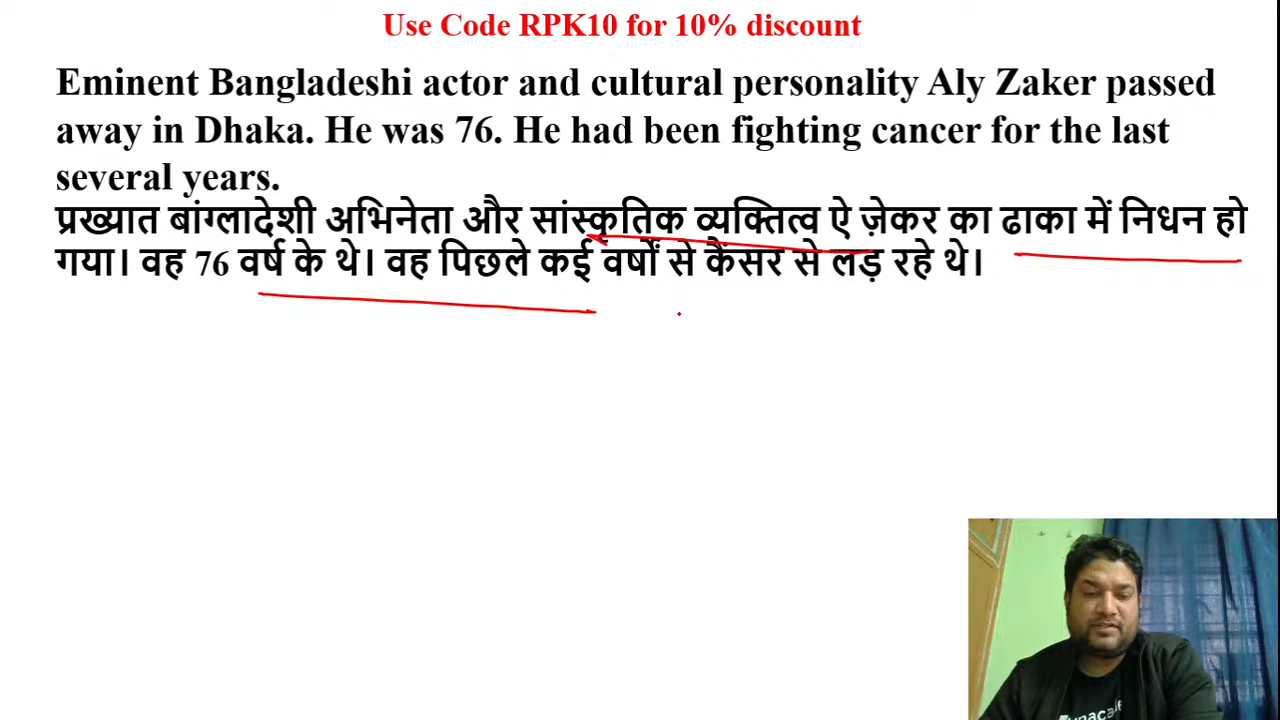 Use Code RPK10 for 10% discount
Eminent Bangladeshi actor and cultural personality Aly Zaker passed
away in Dhaka. He was 76. He had been fighting cancer for the last
several years.
प्रख्यात बांग्लादेशी अभिनेता और सांस्कृतिक व्यक्तित्व ऐ ज़ेकर का ढाका में निधन हो
गया। वह 76 वर्ष के थे। वह पिछले कई वर्षों से कैंसर से लड़ रहे थे।